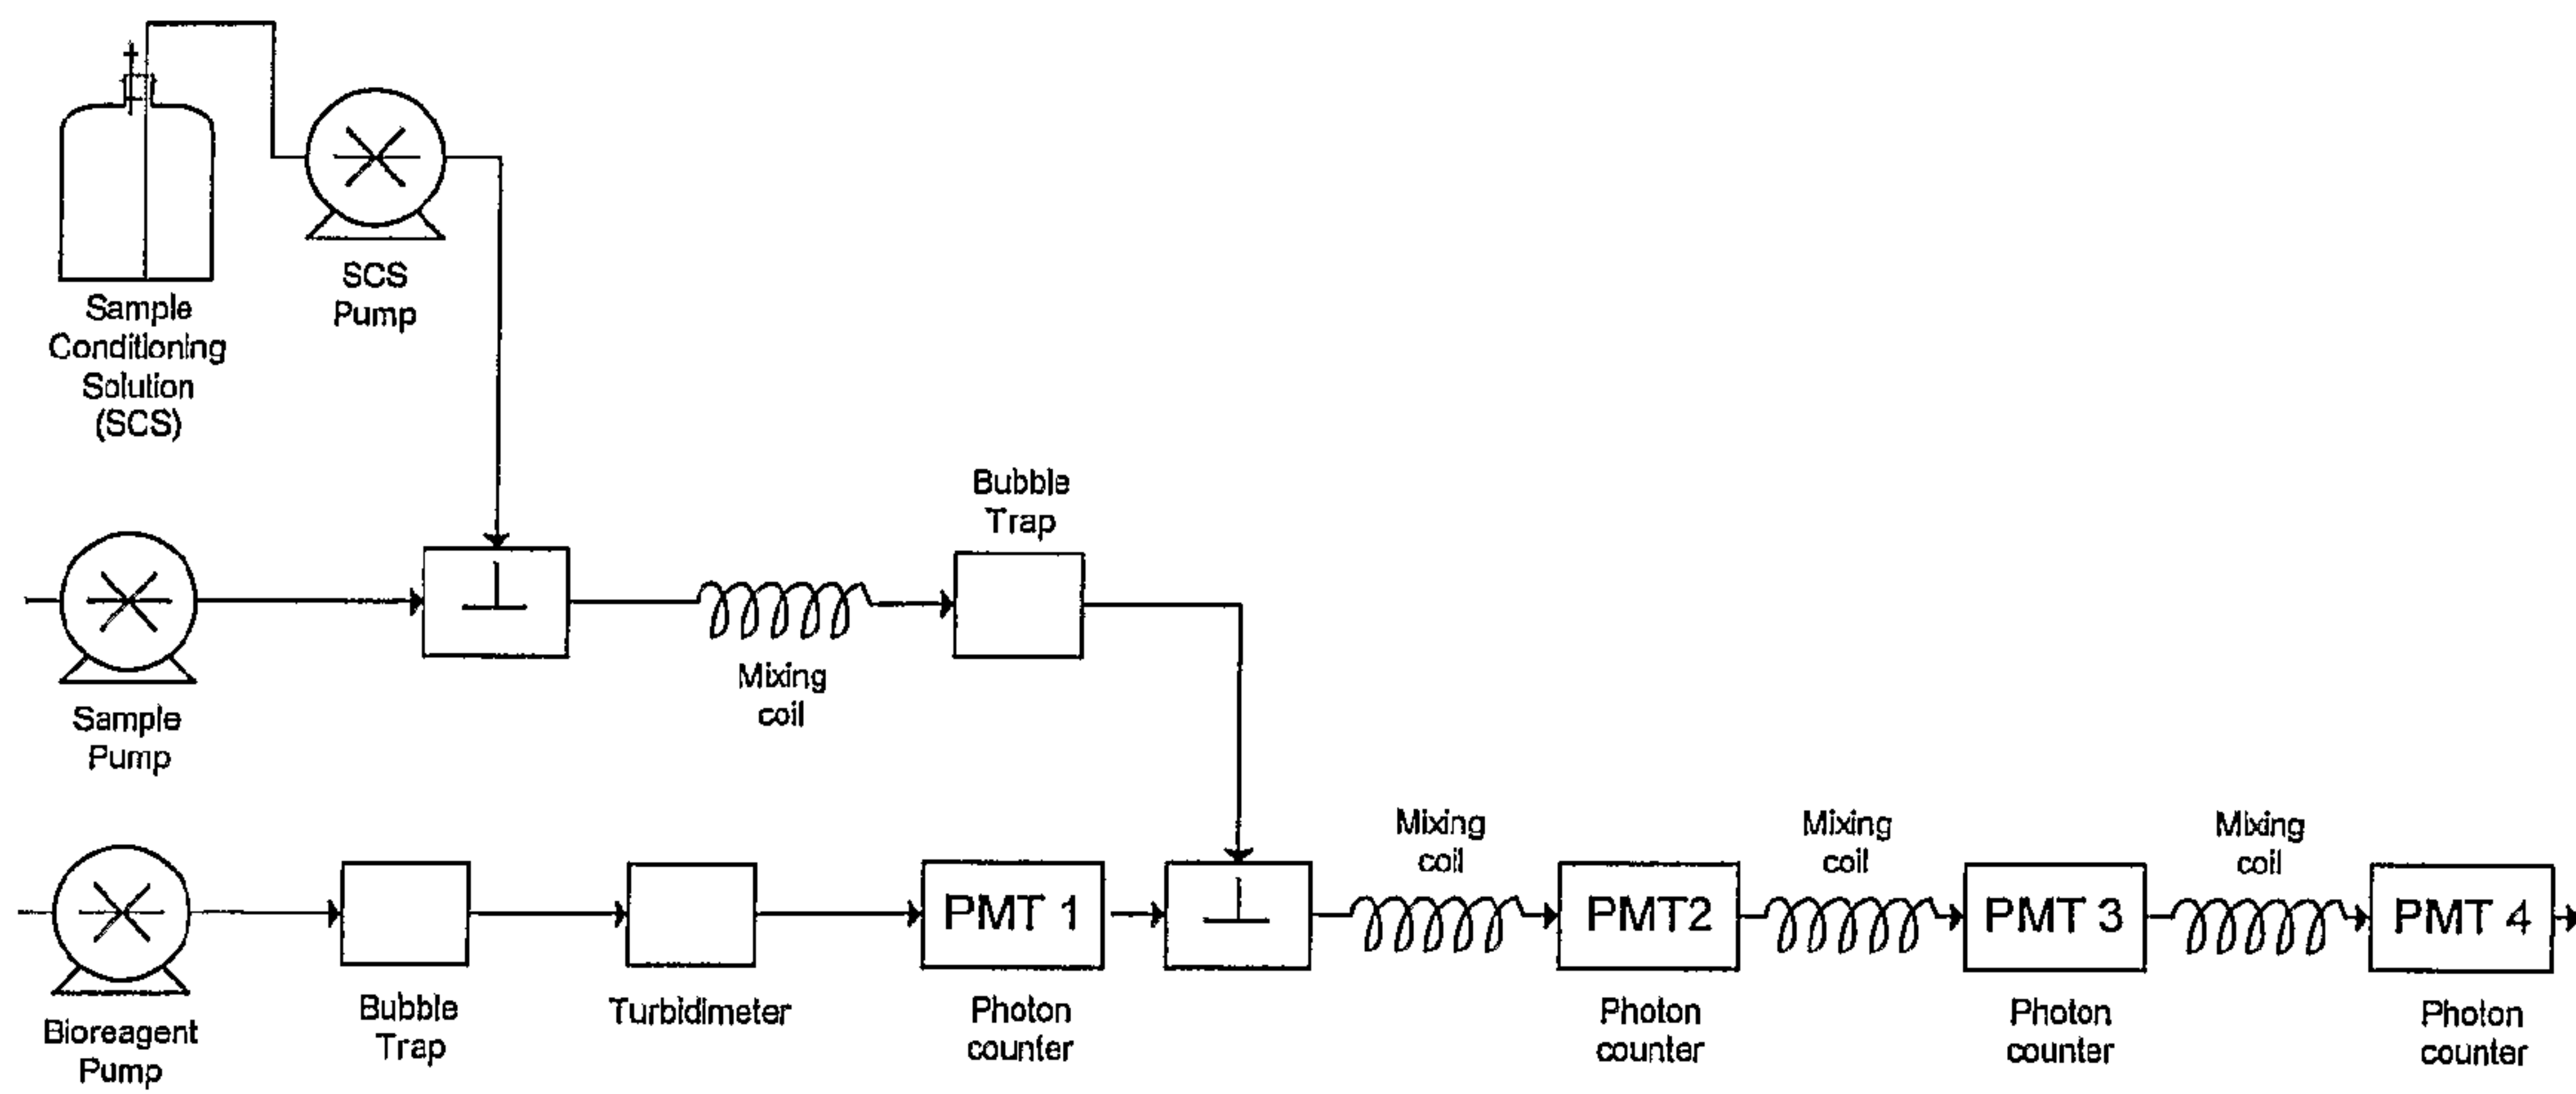 Sample
Conditioning
Solution
(SCS)
SCS
Pump
Bubble
Trap
Mixing
coil
Sample
Pump
Mixing
coil
Mixing
coil
Mixing
coil
PMT 1
PMT2
PMT 3
PMT 4
Bioreagent
Pump
Bubble
Trap
Turbidimeter
Photon
counter
Photon
counter
Photon
counter
Photon
counter